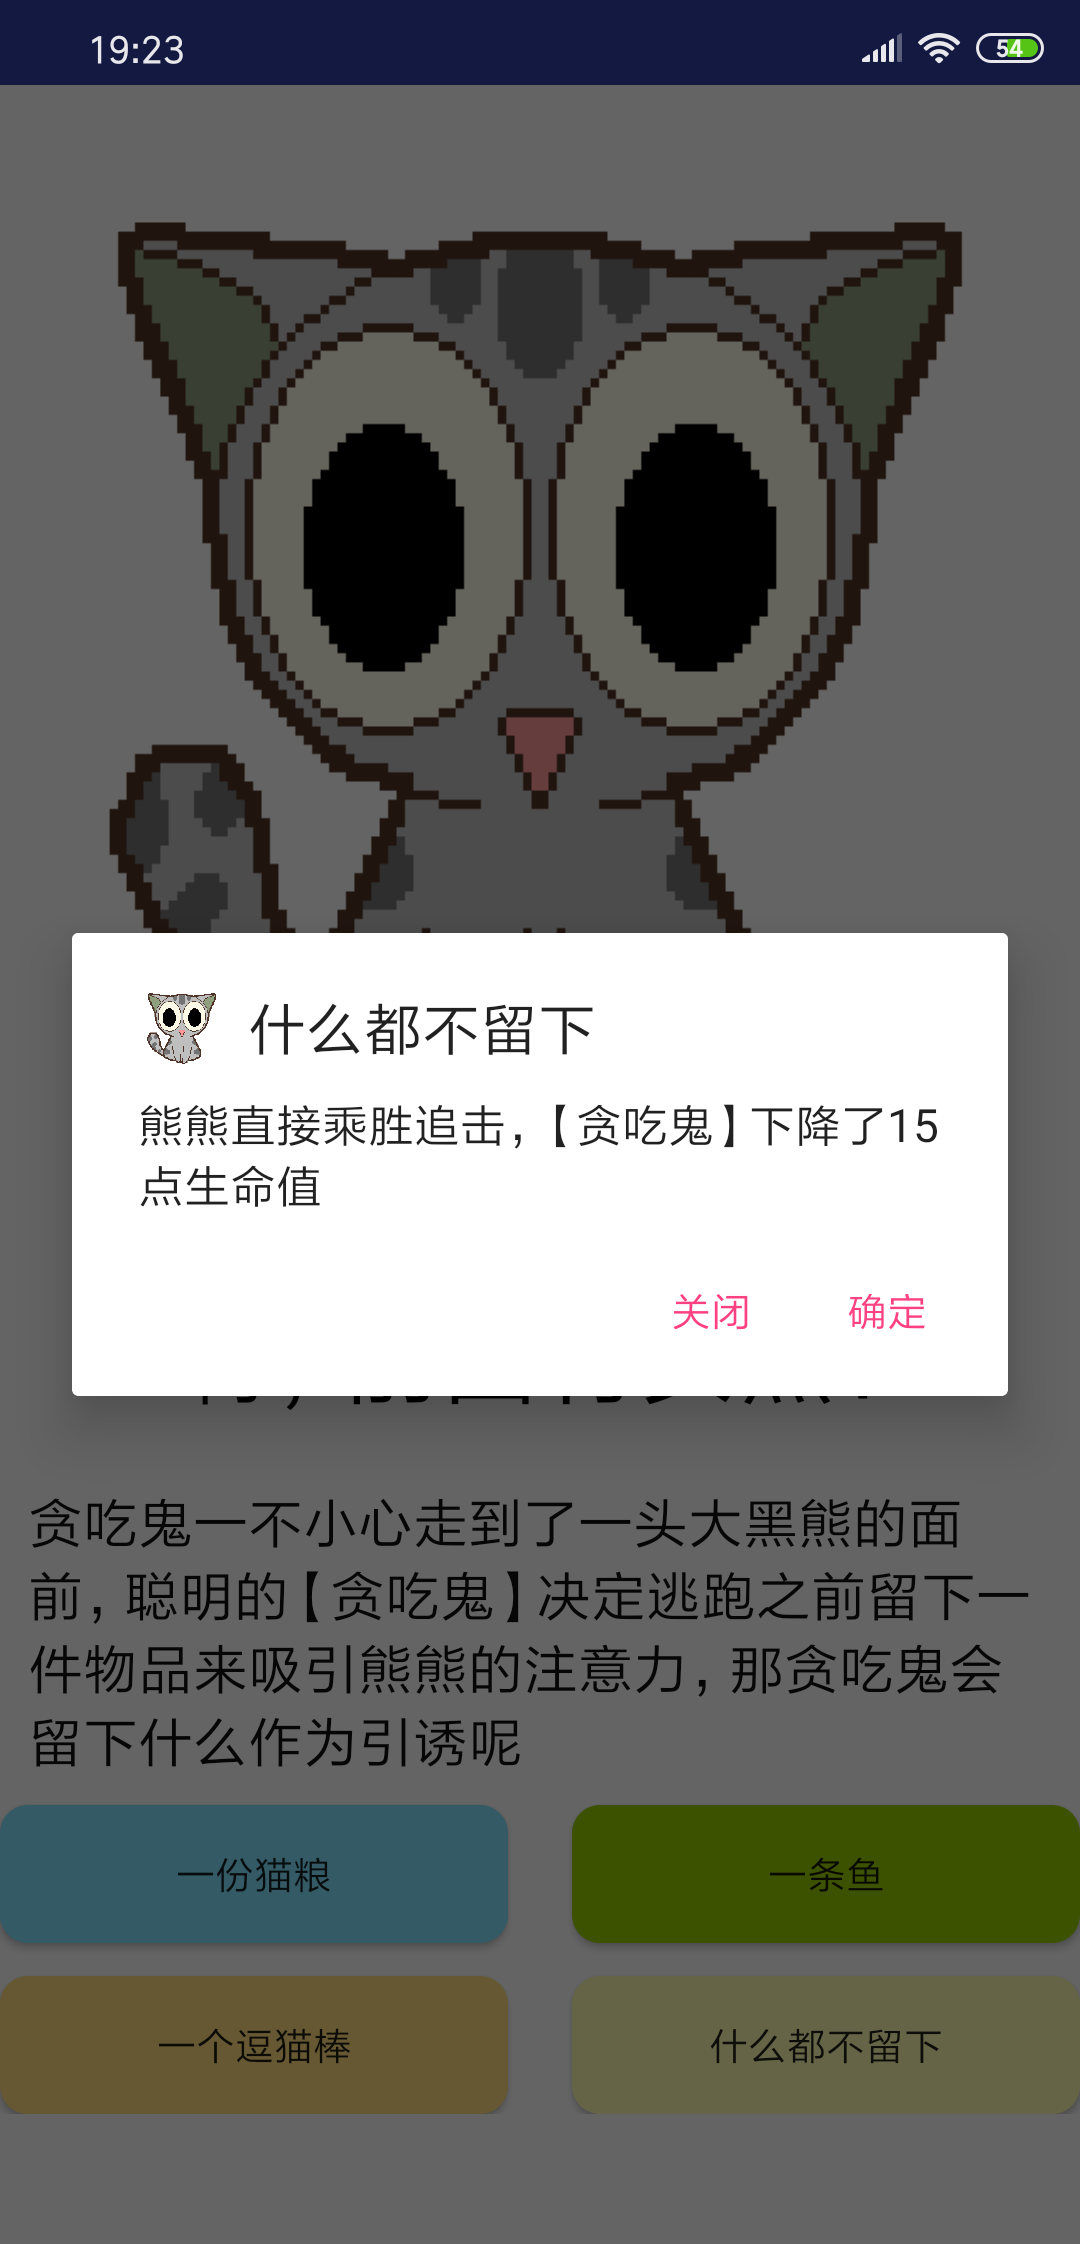 19:23
54
什么都不留下
熊熊直接乘胜追击，【贪吃鬼】下降了15
点生命值
关闭
确定
贪吃鬼一不小心走到了一头大黑熊的面
前，聪明的【贪吃鬼】决定逃跑之前留下一
件物品来吸引熊熊的注意力，那贪吃鬼会
留下什么作为引诱呢
一份猫粮
一条鱼
一个逗猫棒
什么都不留下